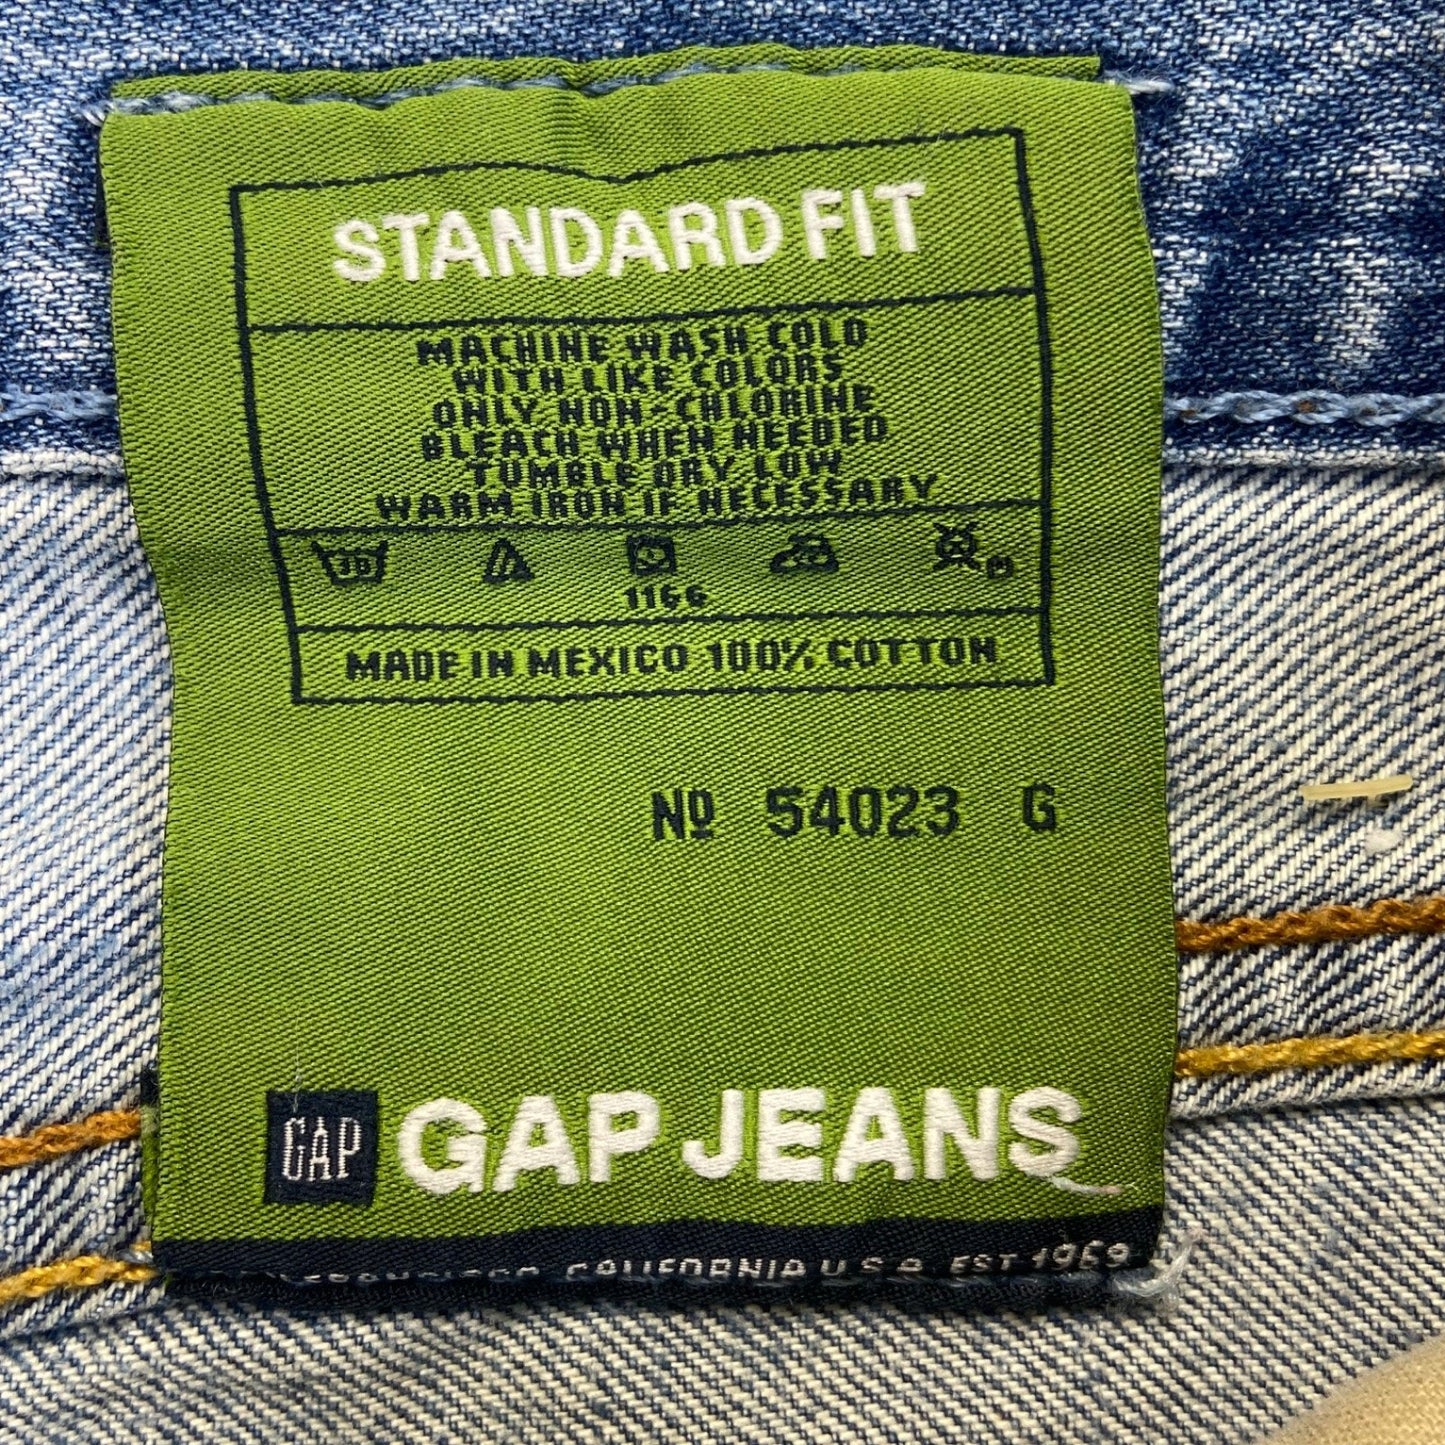 STANDARD FIT
MACHINE WASH COLD
WITH LIKE COLORS
ONLY NON-CHLORINE
BLEACH WHEN NEEDED
TUMBLE DRY LOW
WARM IRON IF NECESSARY
30
1166
MADE IN MEXICO 100% COTTON
Nº 54023 G
GAP GAP JEANS
CALIFORNIA U.S.A. EST 1969